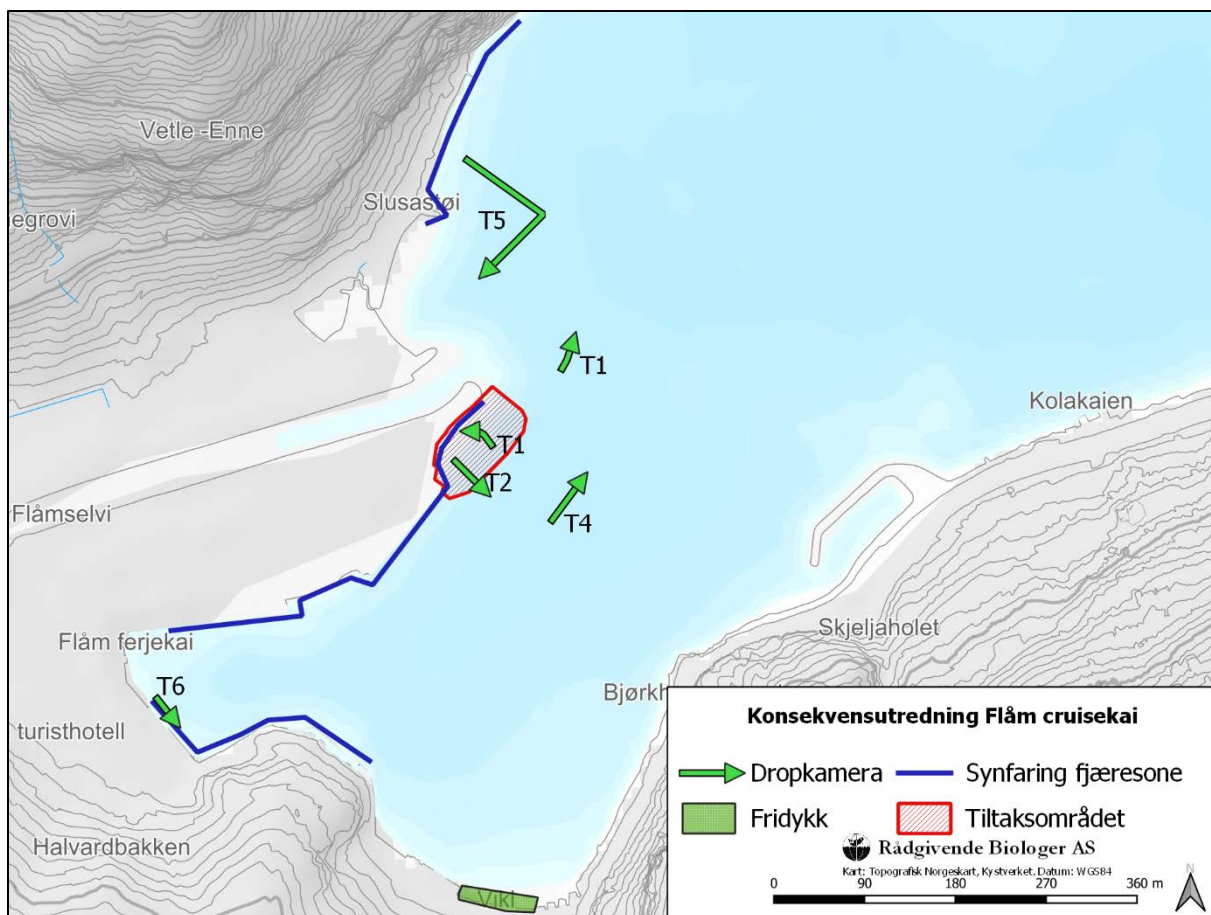 Vetle -Enne
Slusastøi
egrovi
T5
T1
Kolakaien
T1
T2
Flåmselvi
T4
Skjeljaholet
Flåm ferjekai
T6
Bjørkh
turisthotell
Halvardbakken
Viki
Konsekvensutredning Flåm cruisekai
Dropkamera
Synfaring fjæresone
Fridykk
Tiltaksområdet
Rådgivende Biologer AS
Kart: Topografisk Norgeskart, Kystverket. Datum: WGS84
0 90 180 270 360 m
N